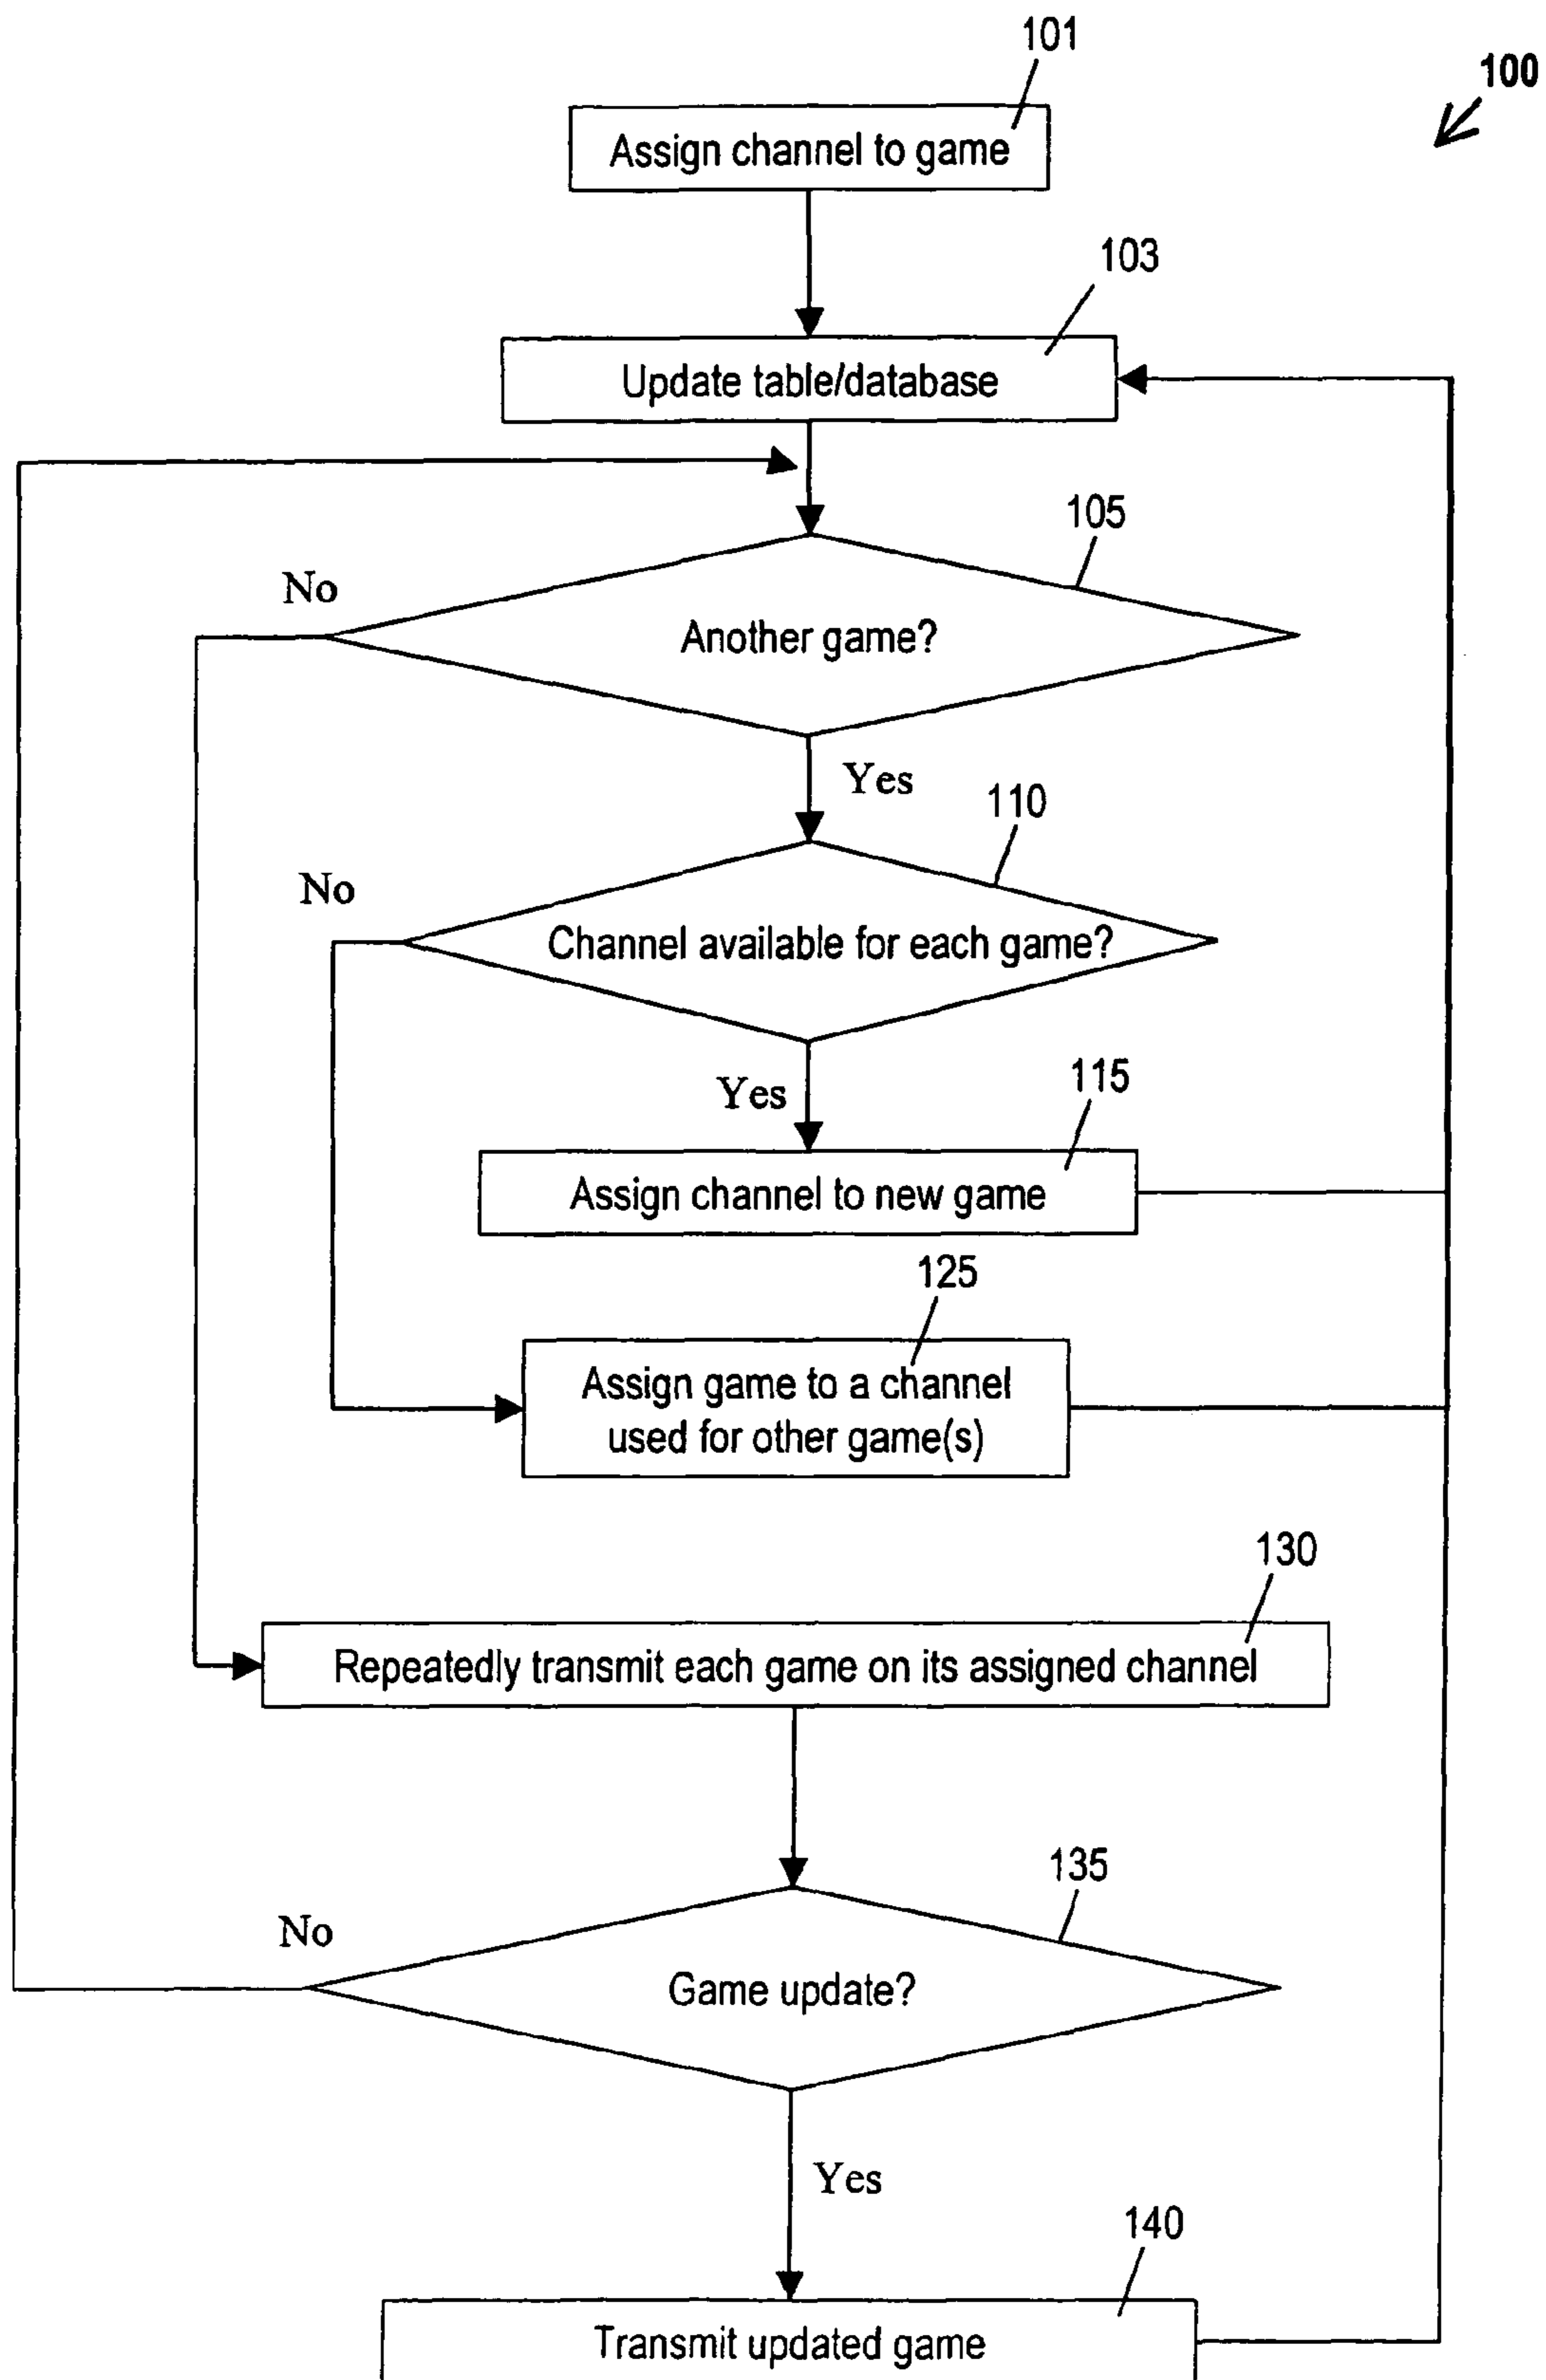 101
100
Assign channel to game
103
Update table/database
105
No
Another game?
Yes
110
No
Channel available for each game?
Yes
115
Assign channel to new game
125
Assign game to a channel
used for other game(s)
130
Repeatedly transmit each game on its assigned channel
135
No
Game update?
Yes
140
Transmit updated game